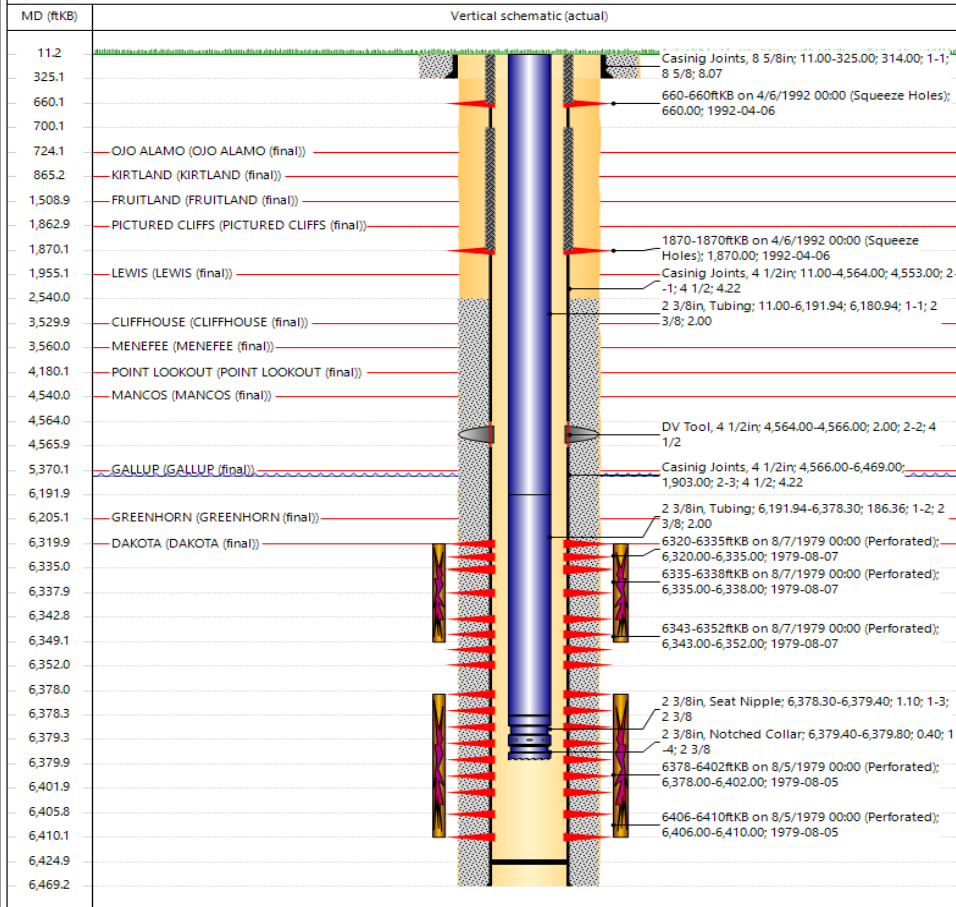 MD (ftKB)
Vertical schematic (actual)
11.2
325.1
660.1
700.1
724.1
865.2
1,508.9
1,862.9
1,870.1
1,955.1
2,540.0
3,529.9
3,560.0
4,180.1
4,540.0
4,564.0
4,565.9
5,370.1
6,191.9
6,205.1
6,319.9
6,335.0
6,337.9
6,342.8
6,349.1
6,352.0
6,378.0
6,378.3
6,379.3
6,379.9
6,401.9
6,405.8
6,410.1
6,424.9
6,469.2
OJO ALAMO (OJO ALAMO (final))
KIRTLAND (KIRTLAND (final))
FRUITLAND (FRUITLAND (final))
PICTURED CLIFFS (PICTURED CLIFFS (final))
LEWIS (LEWIS (final))
CLIFFHOUSE (CLIFFHOUSE (final))
MENEFEE (MENEFEE (final))
POINT LOOKOUT (POINT LOOKOUT (final))
MANCOS (MANCOS (final))
GALLUP (GALLUP (final))
GREENHORN (GREENHORN (final))
DAKOTA (DAKOTA (final))
Casinig Joints, 8 5/8in; 11.00-325.00; 314.00; 1-1;
8 5/8; 8.07
660-660ftKB on 4/6/1992 00:00 (Squeeze Holes);
660.00; 1992-04-06
1870-1870ftKB on 4/6/1992 00:00 (Squeeze
Holes); 1,870.00; 1992-04-06
Casinig Joints, 4 1/2in; 11.00-4,564.00; 4,553.00; 2-
-1; 4 1/2; 4.22
2 3/8in, Tubing; 11.00-6,191.94; 6,180.94; 1-1; 2
3/8; 2.00
DV Tool, 4 1/2in; 4,564.00-4,566.00; 2.00; 2-2; 4
1/2
Casinig Joints, 4 1/2in; 4,566.00-6,469.00;
1,903.00; 2-3; 4 1/2; 4.22
2 3/8in, Tubing; 6,191.94-6,378.30; 186.36; 1-2; 2
3/8; 2.00
6320-6335ftKB on 8/7/1979 00:00 (Perforated);
6,320.00-6,335.00; 1979-08-07
6335-6338ftKB on 8/7/1979 00:00 (Perforated);
6,335.00-6,338.00; 1979-08-07
6343-6352ftKB on 8/7/1979 00:00 (Perforated);
6,343.00-6,352.00; 1979-08-07
2 3/8in, Seat Nipple; 6,378.30-6,379.40; 1.10; 1-3;
2 3/8
2 3/8in, Notched Collar; 6,379.40-6,379.80; 0.40; 1
-4; 2 3/8
6378-6402ftKB on 8/5/1979 00:00 (Perforated);
6,378.00-6,402.00; 1979-08-05
6406-6410ftKB on 8/5/1979 00:00 (Perforated);
6,406.00-6,410.00; 1979-08-05